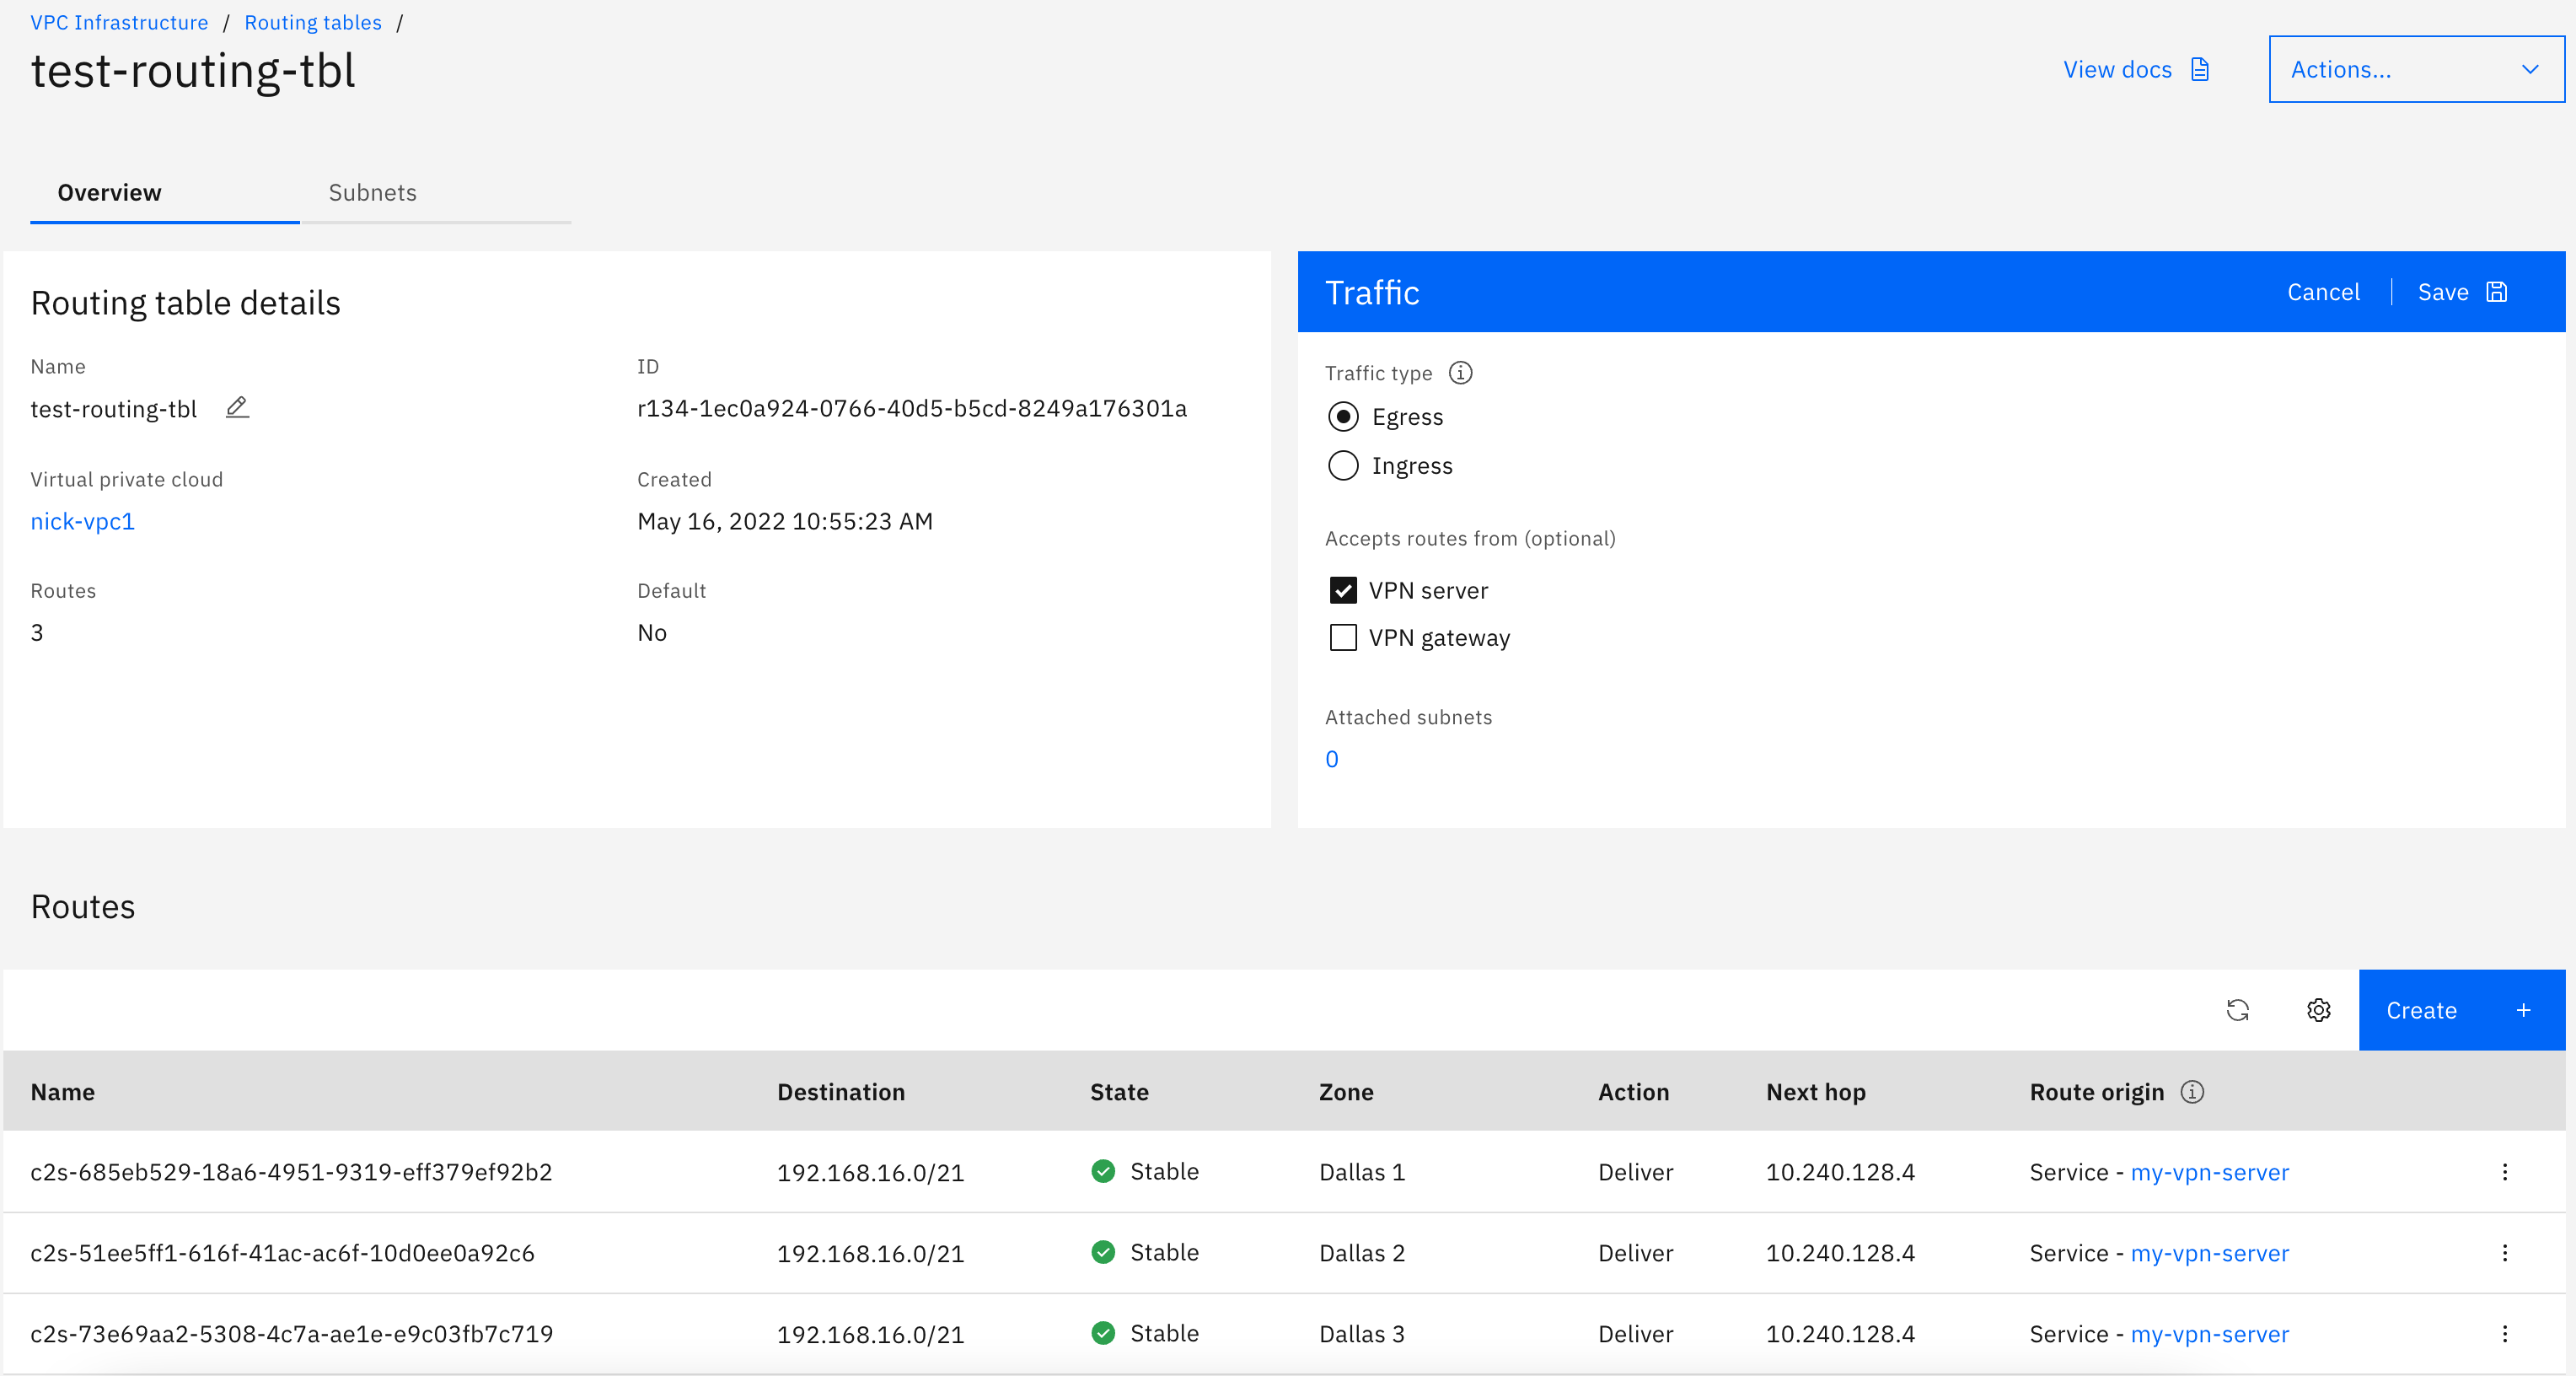 VPC Infrastructure / Routing tables /
test-routing-tbl
View docs
Actions...
Overview Subnets
Routing table details
Name
test-routing-tbl
ID
r134-1ec0a924-0766-40d5-b5cd-8249a176301a
Virtual private cloud
nick-vpc1
Created
May 16, 2022 10:55:23 AM
Routes
3
Default
No
Traffic
Cancel | Save
Traffic type
Egress
Ingress
Accepts routes from (optional)
VPN server
VPN gateway
Attached subnets
0
Routes
Create +
Name Destination State Zone Action Next hop Route origin
c2s-685eb529-18a6-4951-9319-eff379ef92b2 192.168.16.0/21 Stable Dallas 1 Deliver 10.240.128.4 Service - my-vpn-server
c2s-51ee5ff1-616f-41ac-ac6f-10d0ee0a92c6 192.168.16.0/21 Stable Dallas 2 Deliver 10.240.128.4 Service - my-vpn-server
c2s-73e69aa2-5308-4c7a-ae1e-e9c03fb7c719 192.168.16.0/21 Stable Dallas 3 Deliver 10.240.128.4 Service - my-vpn-server